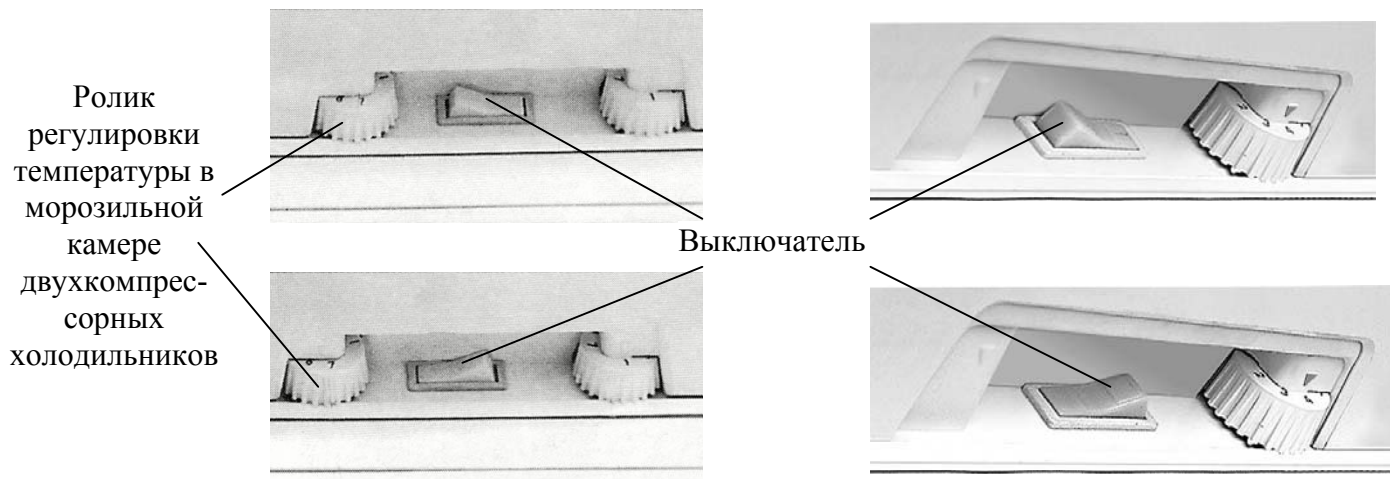 Ролик
регулировки
температуры в
морозильной
камере
двухкомпрес-
сорных
холодильников
Выключатель